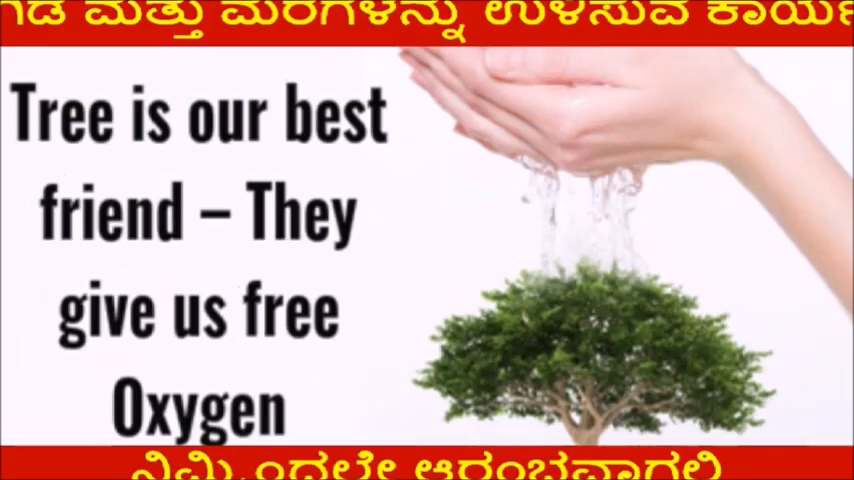 ಗಿಡ ಮತ್ತು ಮರಗಳನ್ನು ಉಳಿಸುವ ಕಾರ್ಯ
Tree is our best
friend – They
give us free
Oxygen
ನಿಮ್ಮಿಂದಲೇ ಆರಂಭವಾಗಲಿ